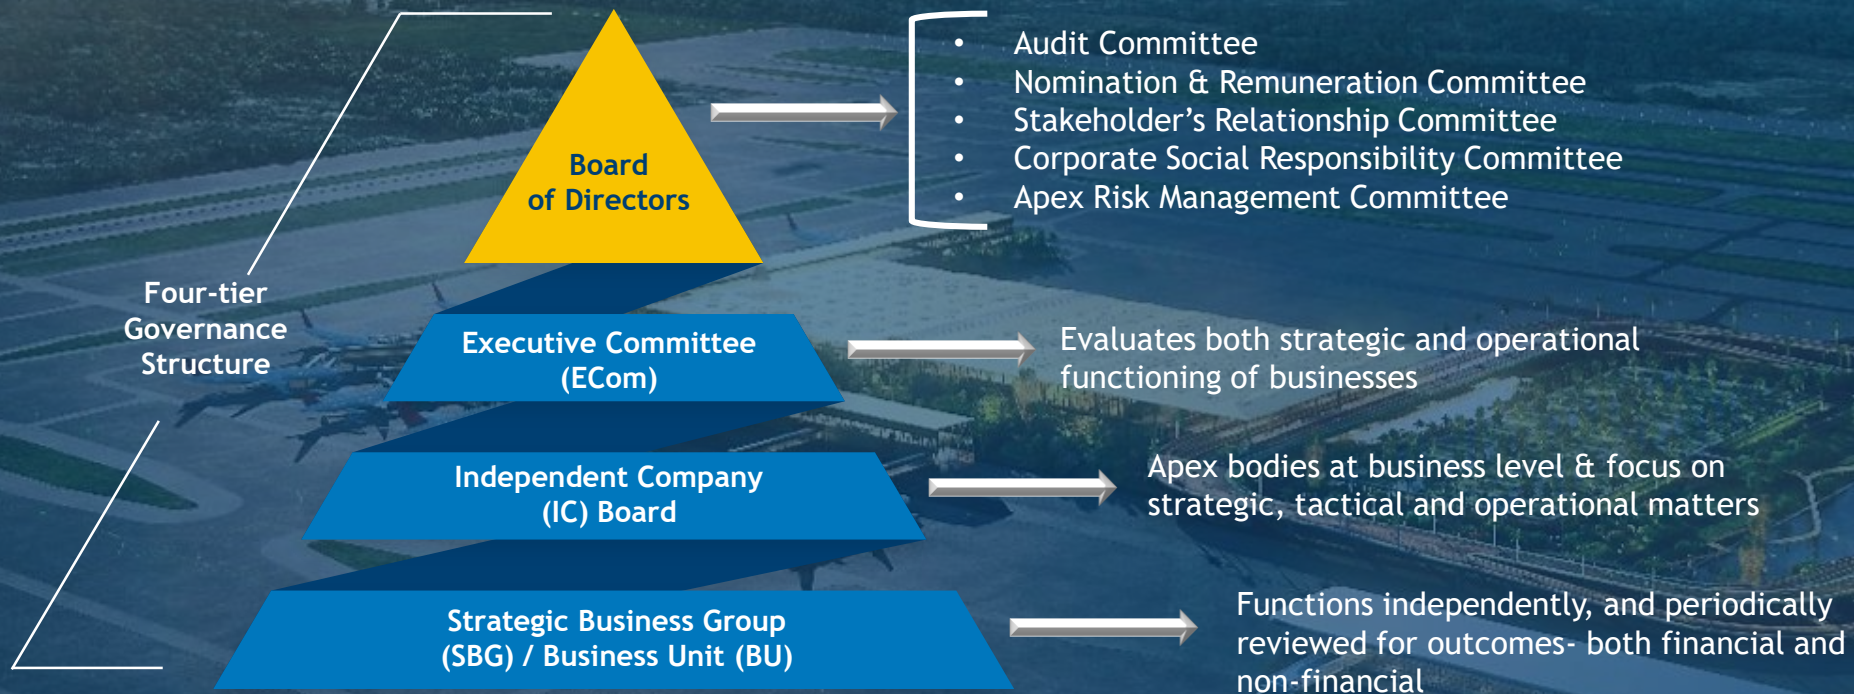 Board
of Directors
• Audit Committee
• Nomination & Remuneration Committee
• Stakeholder’s Relationship Committee
• Corporate Social Responsibility Committee
• Apex Risk Management Committee
Four-tier
Governance
Structure
Executive Committee
(ECom)
Evaluates both strategic and operational
functioning of businesses
Independent Company
(IC) Board
Apex bodies at business level & focus on
strategic, tactical and operational matters
Strategic Business Group
(SBG) / Business Unit (BU)
Functions independently, and periodically
reviewed for outcomes- both financial and
non-financial